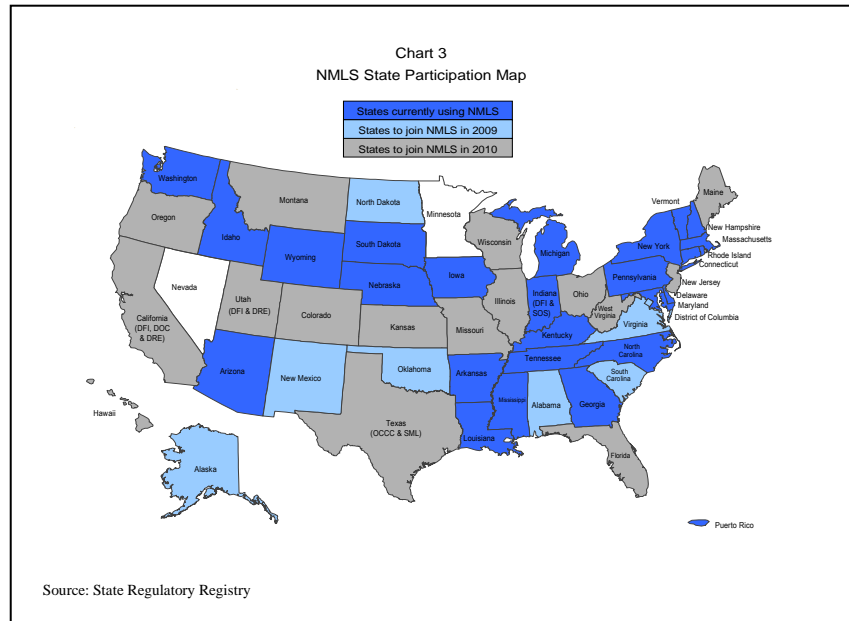 Chart 3
NMLS State Participation Map
States currently using NMLS
States to join NMLS in 2009
States to join NMLS in 2010
Washington
Oregon
Idaho
Montana
North Dakota
Minnesota
Wisconsin
Michigan
Vermont
Maine
New Hampshire
Massachusetts
New York
Rhode Island
Connecticut
Pennsylvania
New Jersey
Delaware
Maryland
District of Columbia
South Dakota
Wyoming
Nebraska
Iowa
Nevada
Utah
(DFI & DRE)
California
(DFI, DOC
& DRE)
Colorado
Kansas
Missouri
Illinois
Indiana
(DFI &
SOS)
Ohio
West
Virginia
Virginia
Kentucky
North
Carolina
Tennessee
South
Carolina
Arizona
New Mexico
Oklahoma
Arkansas
Mississippi
Alabama
Georgia
Texas
(OCCC & SML)
Louisiana
Florida
Hawaii
Alaska
Puerto Rico
Source: State Regulatory Registry